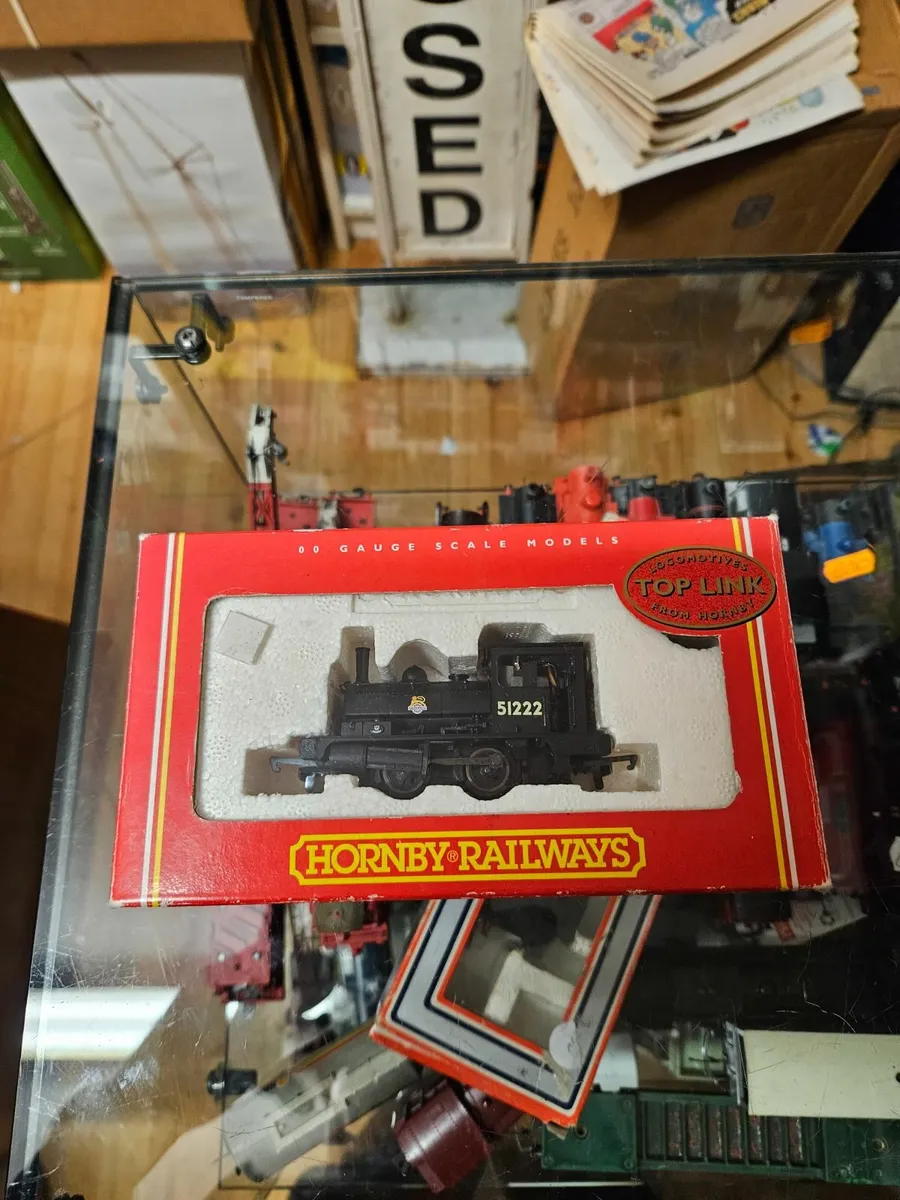 OSED
00 GAUGE SCALE MODELS
LOCOMOTIVES
TOP LINK
FROM HORNBY
51222
HORNBY® RAILWAYS